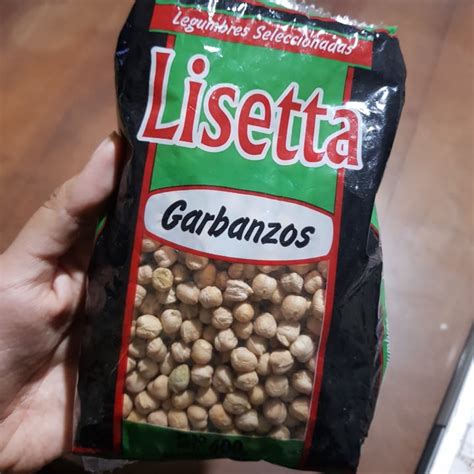 Legumbres Seleccionadas
Lisetta
Garbanzos